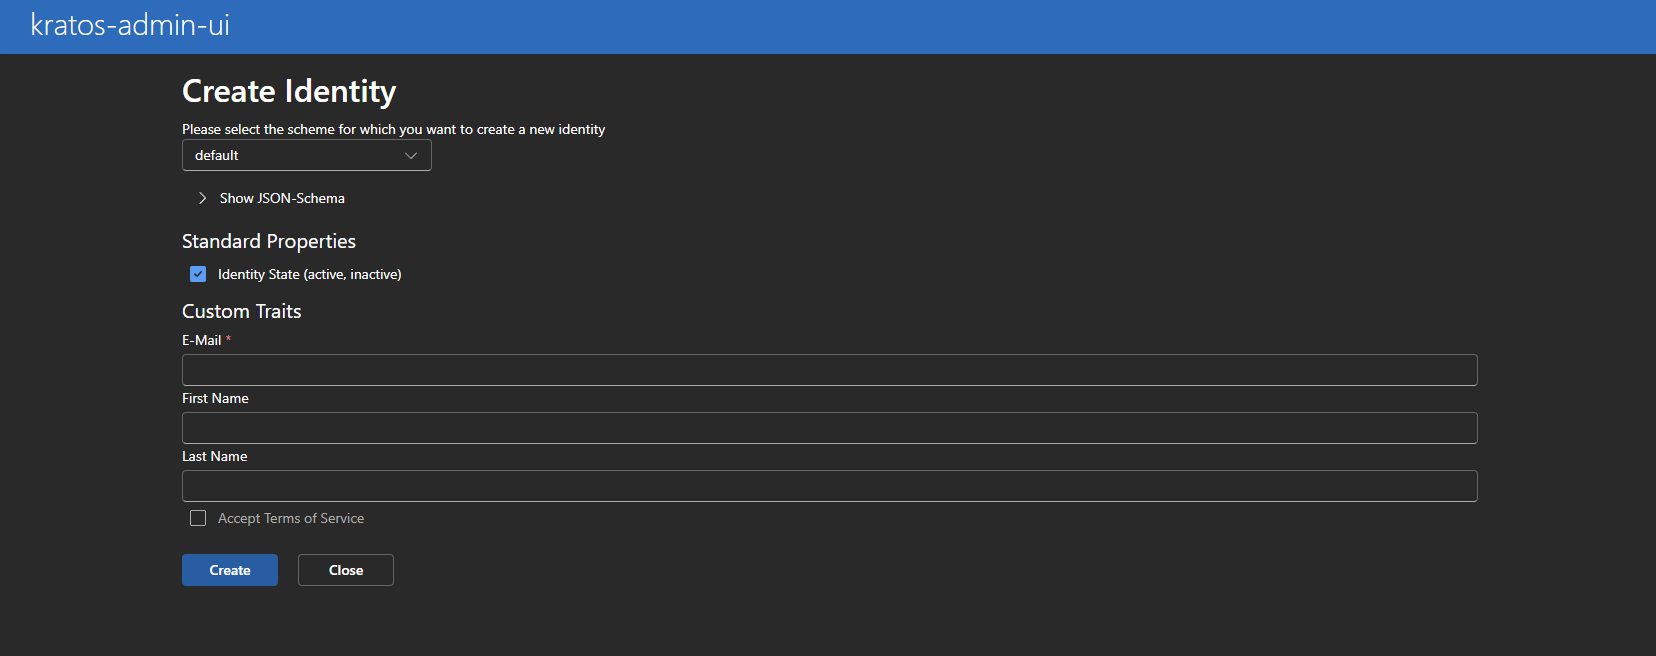 kratos-admin-ui
Create Identity
Please select the scheme for which you want to create a new identity
default
Show JSON-Schema
Standard Properties
Identity State (active, inactive)
Custom Traits
E-Mail *
First Name
Last Name
Accept Terms of Service
Create Close